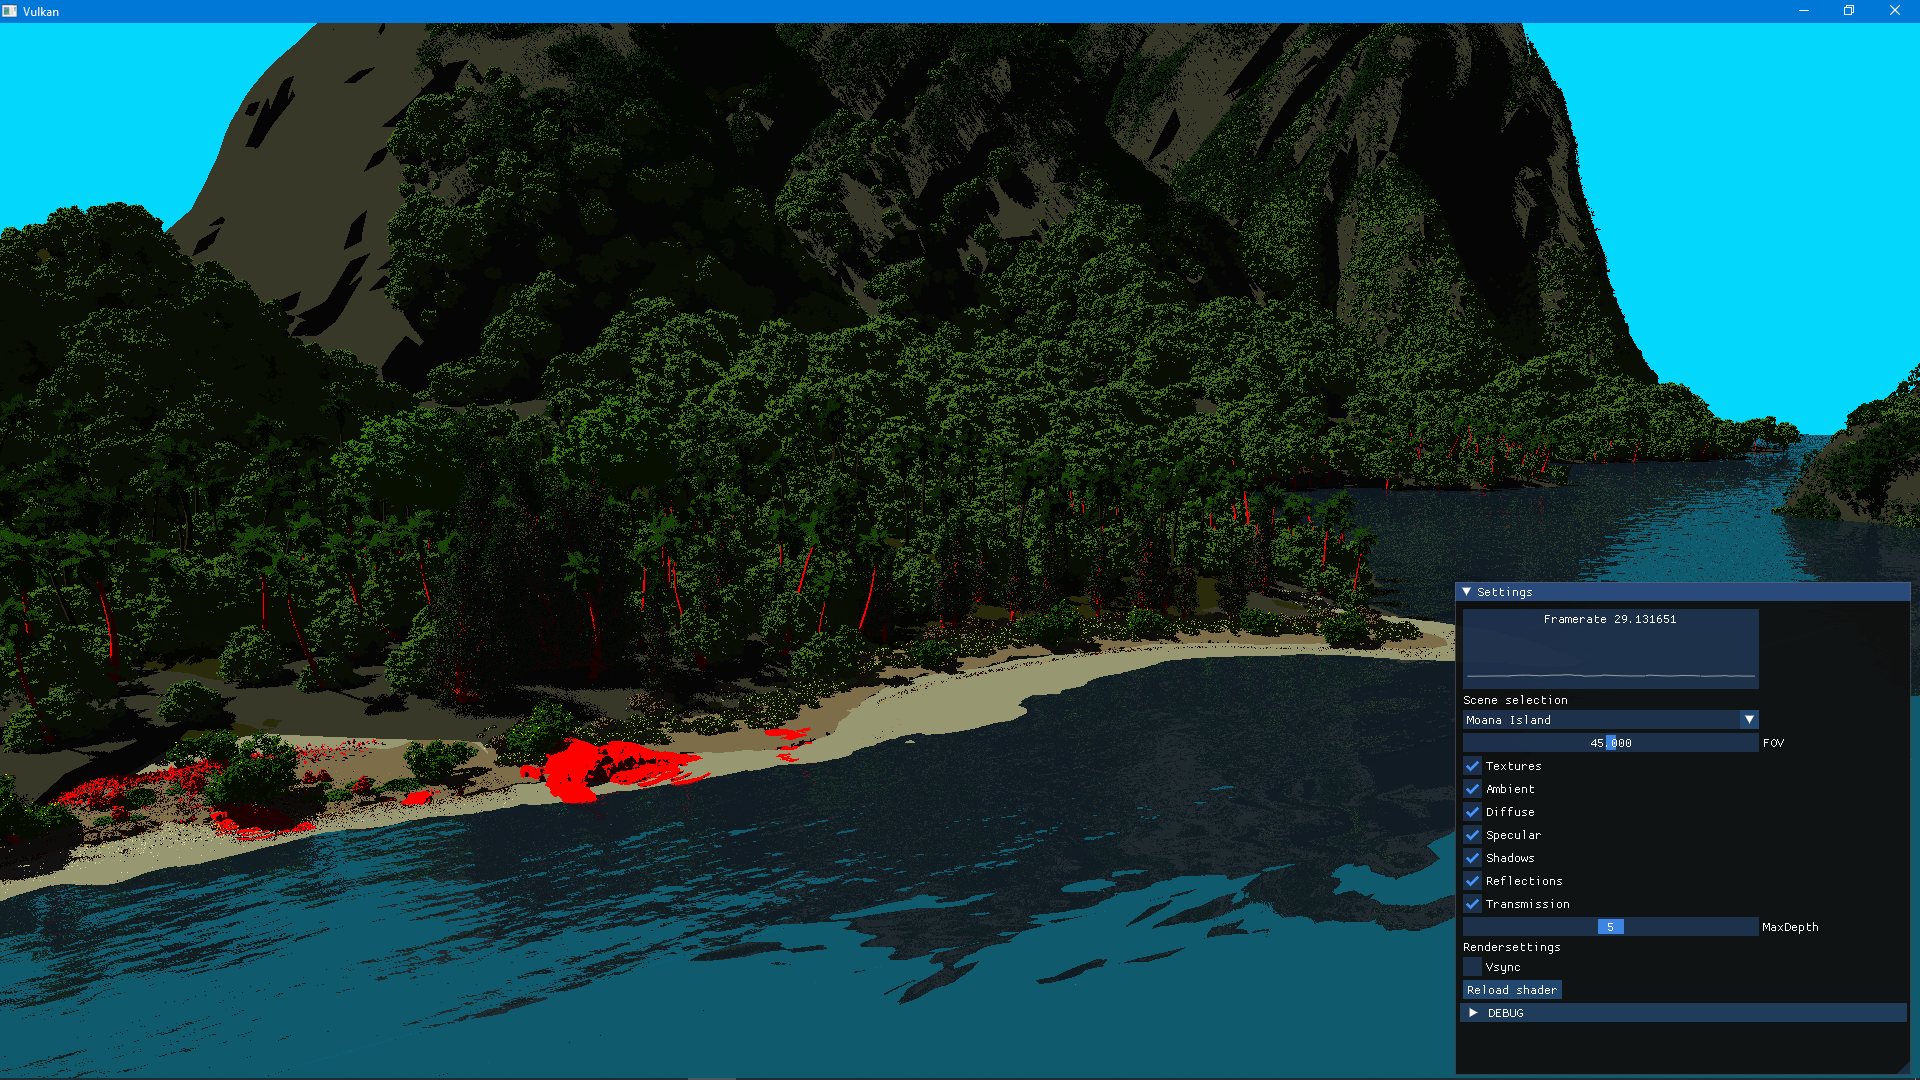 Vulkan
Settings
Framerate 29.131651
Scene selection
Moana Island
45.000 FOV
Textures
Ambient
Diffuse
Specular
Shadows
Reflections
Transmission
5 MaxDepth
Rendersettings
Vsync
Reload shader
DEBUG